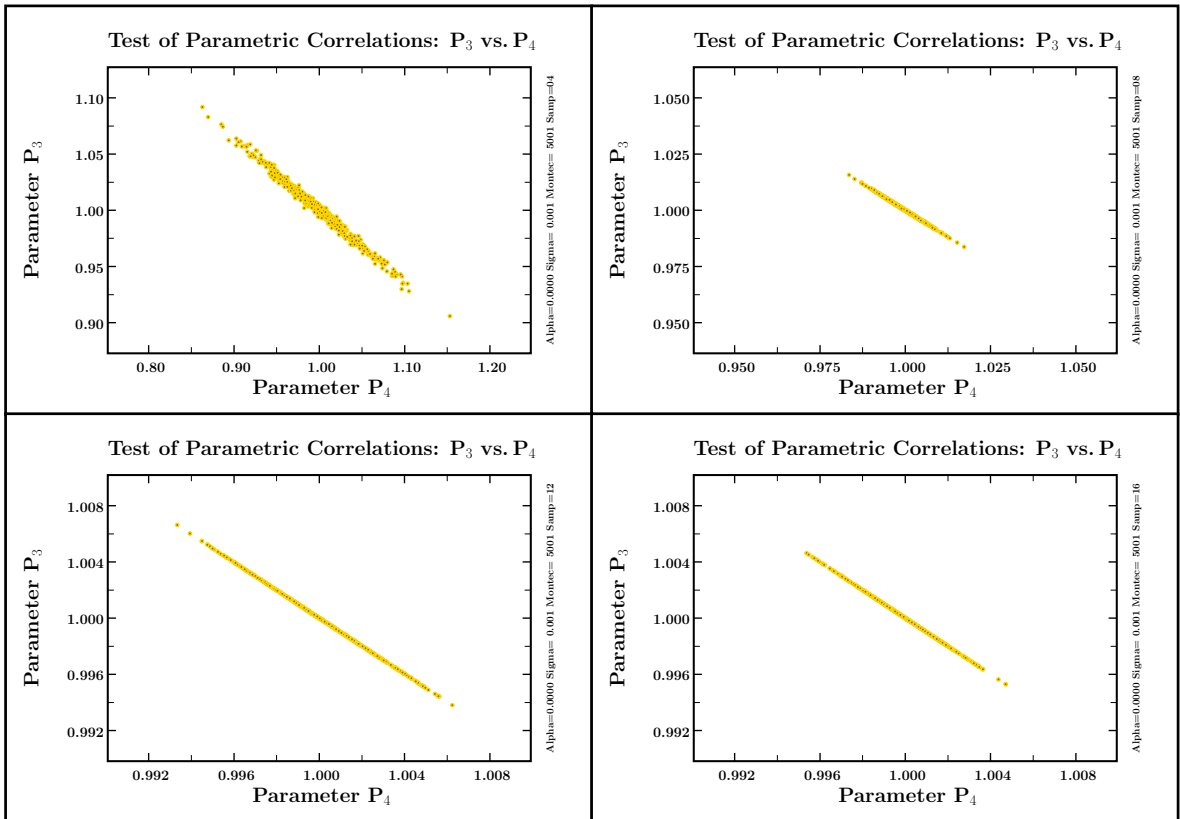 Test of Parametric Correlations: P₃ vs. P₄
Parameter P₃
1.10
1.05
1.00
0.95
0.90
0.80 0.90 1.00 1.10 1.20
Parameter P₄
Alpha=0.0000 Sigma= 0.001 Montec= 5001 Samp=04
Test of Parametric Correlations: P₃ vs. P₄
Parameter P₃
1.050
1.025
1.000
0.975
0.950
0.950 0.975 1.000 1.025 1.050
Parameter P₄
Alpha=0.0000 Sigma= 0.001 Montec= 5001 Samp=08
Test of Parametric Correlations: P₃ vs. P₄
Parameter P₃
1.008
1.004
1.000
0.996
0.992
0.992 0.996 1.000 1.004 1.008
Parameter P₄
Alpha=0.0000 Sigma= 0.001 Montec= 5001 Samp=12
Test of Parametric Correlations: P₃ vs. P₄
Parameter P₃
1.008
1.004
1.000
0.996
0.992
0.992 0.996 1.000 1.004 1.008
Parameter P₄
Alpha=0.0000 Sigma= 0.001 Montec= 5001 Samp=16